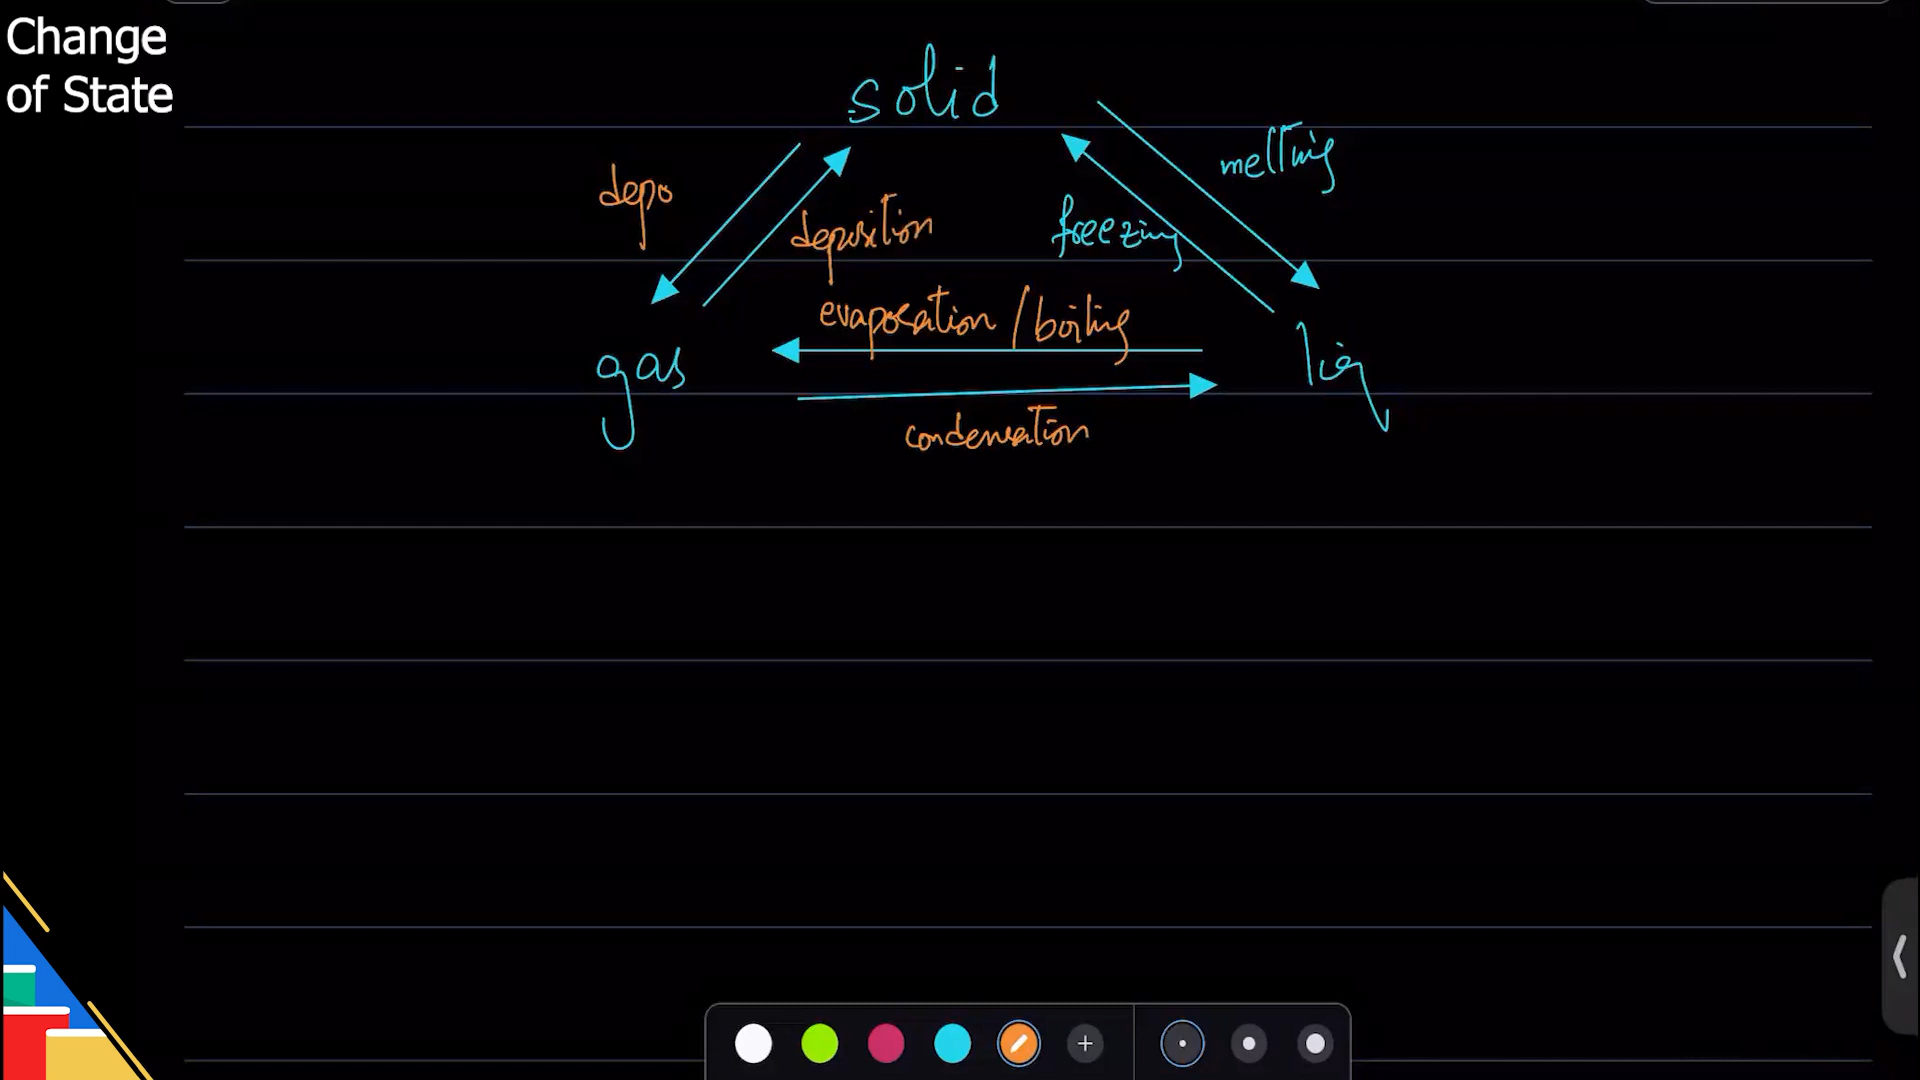 Change
of State
solid
melting
depo
deposition
freezing
evaporation / boiling
gas
liq
condensation